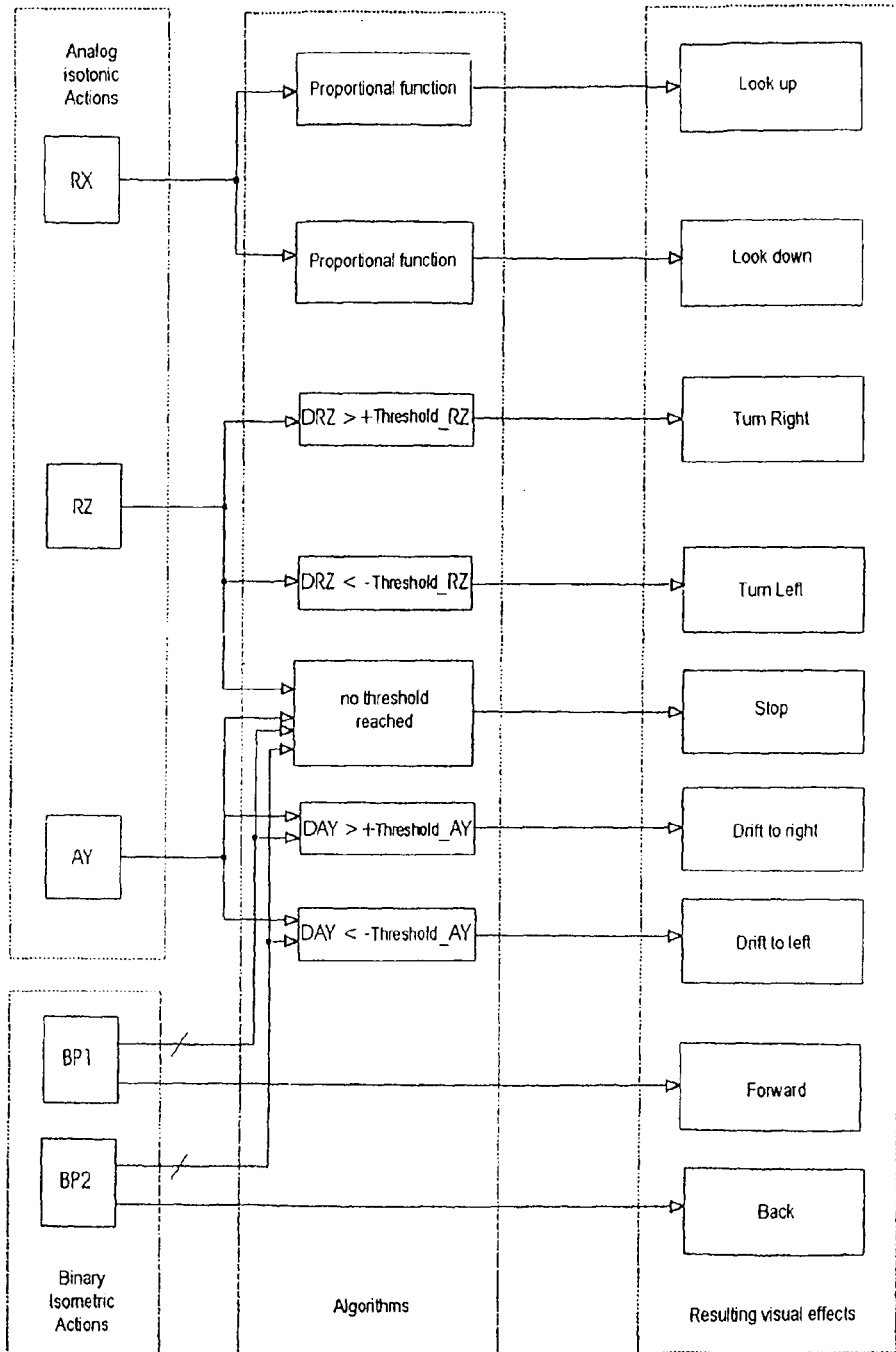 Analog
isotonic
Actions
RX
RZ
AY
BP1
BP2
Binary
Isometric
Actions
Proportional function
Proportional function
DRZ > +Threshold_RZ
DRZ < -Threshold_RZ
no threshold
reached
DAY > +Threshold_AY
DAY < -Threshold_AY
Algorithms
Look up
Look down
Turn Right
Turn Left
Stop
Drift to right
Drift to left
Forward
Back
Resulting visual effects